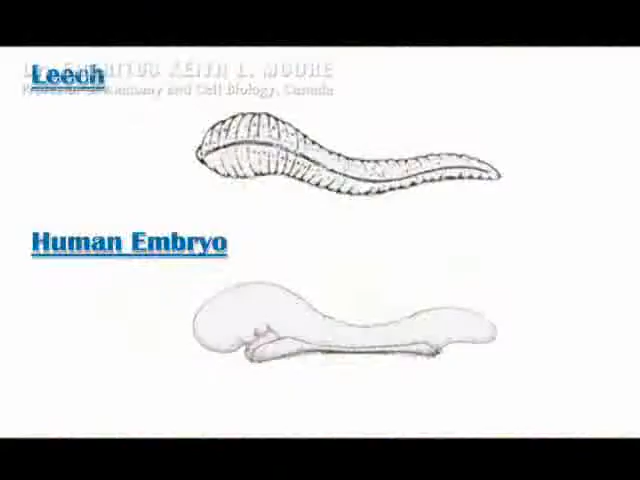 Leech
KEITH L. MOORE
and Cell Biology, Canada
Human Embryo